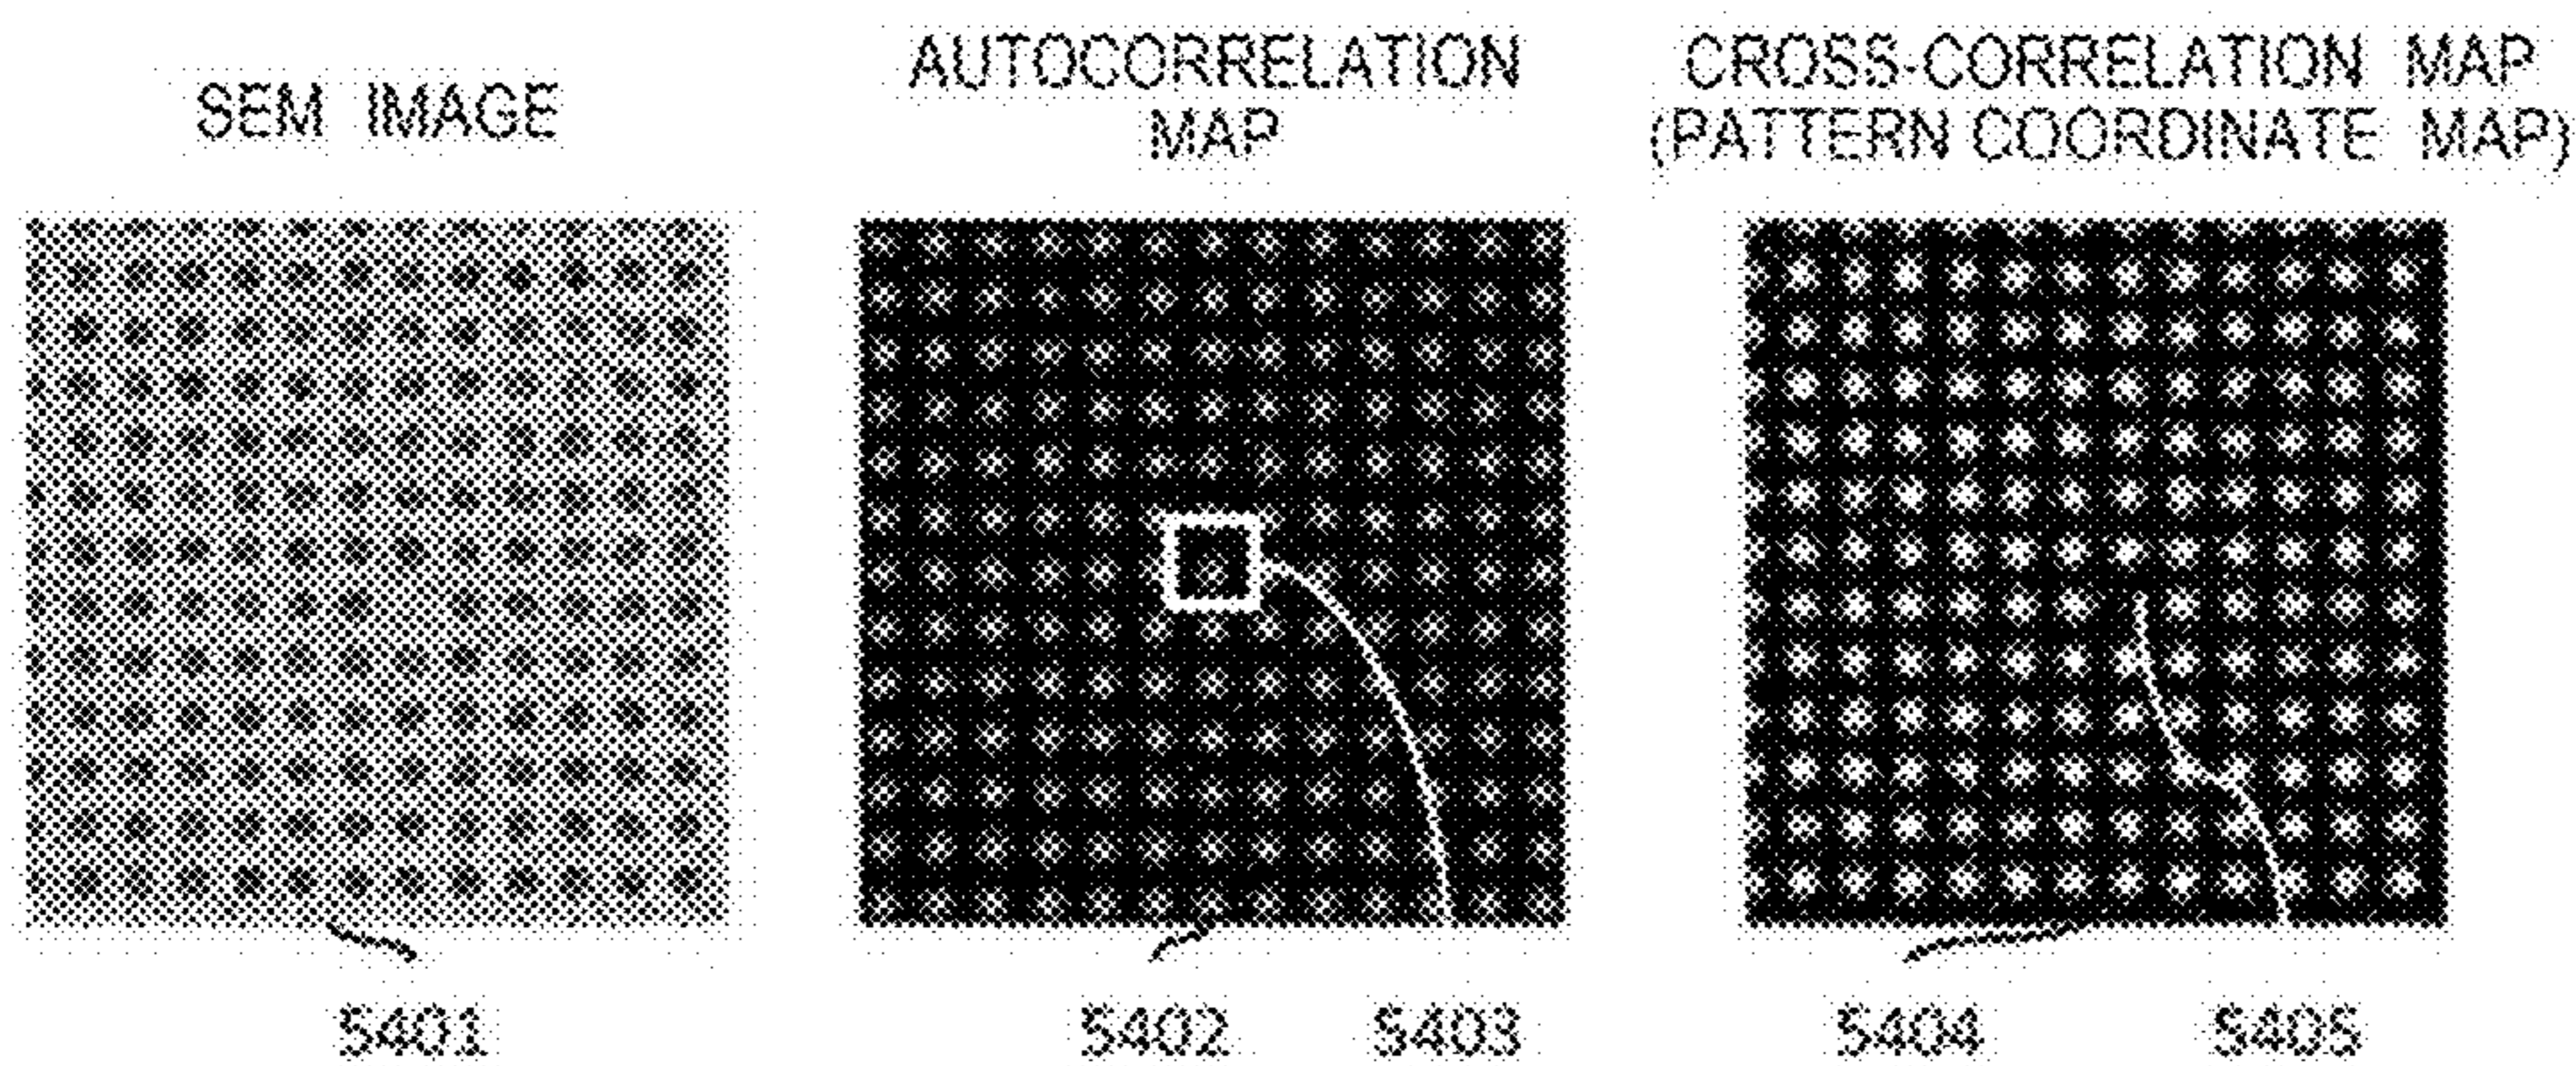 SEM IMAGE
AUTOCORRELATION
MAP
CROSS-CORRELATION MAP
(PATTERN COORDINATE MAP)
S401
S402
S403
S404
S405